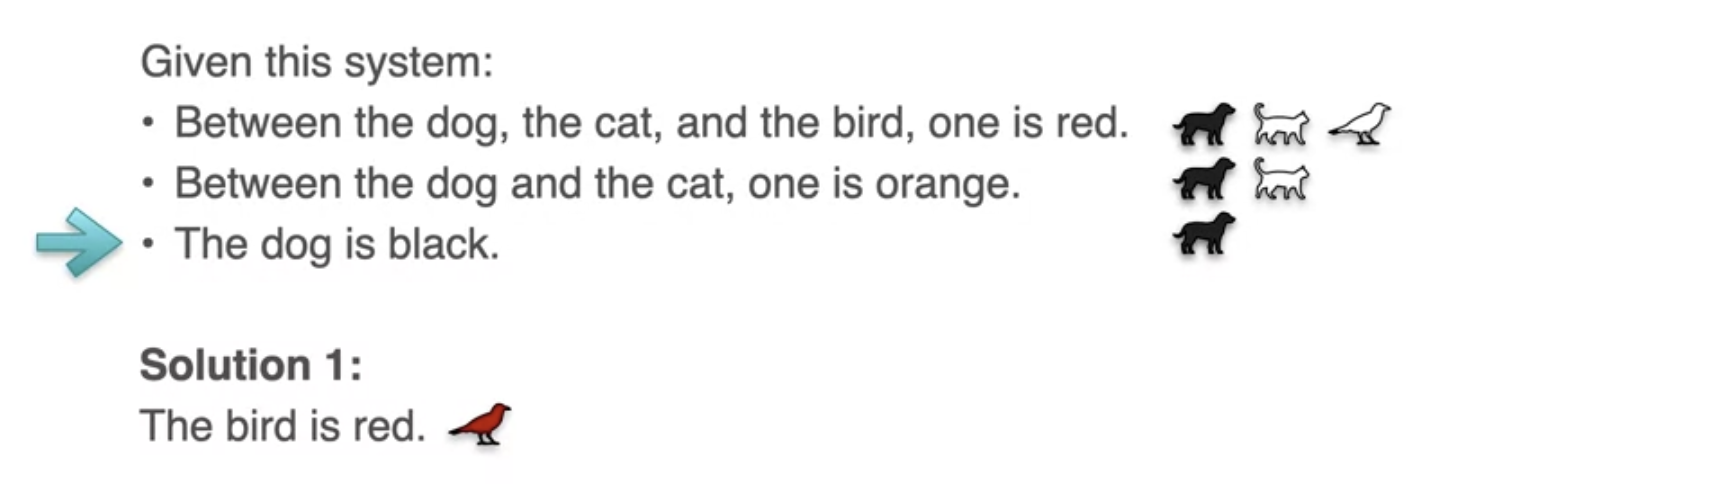 Given this system:
• Between the dog, the cat, and the bird, one is red.
• Between the dog and the cat, one is orange.
• The dog is black.
Solution 1:
The bird is red.